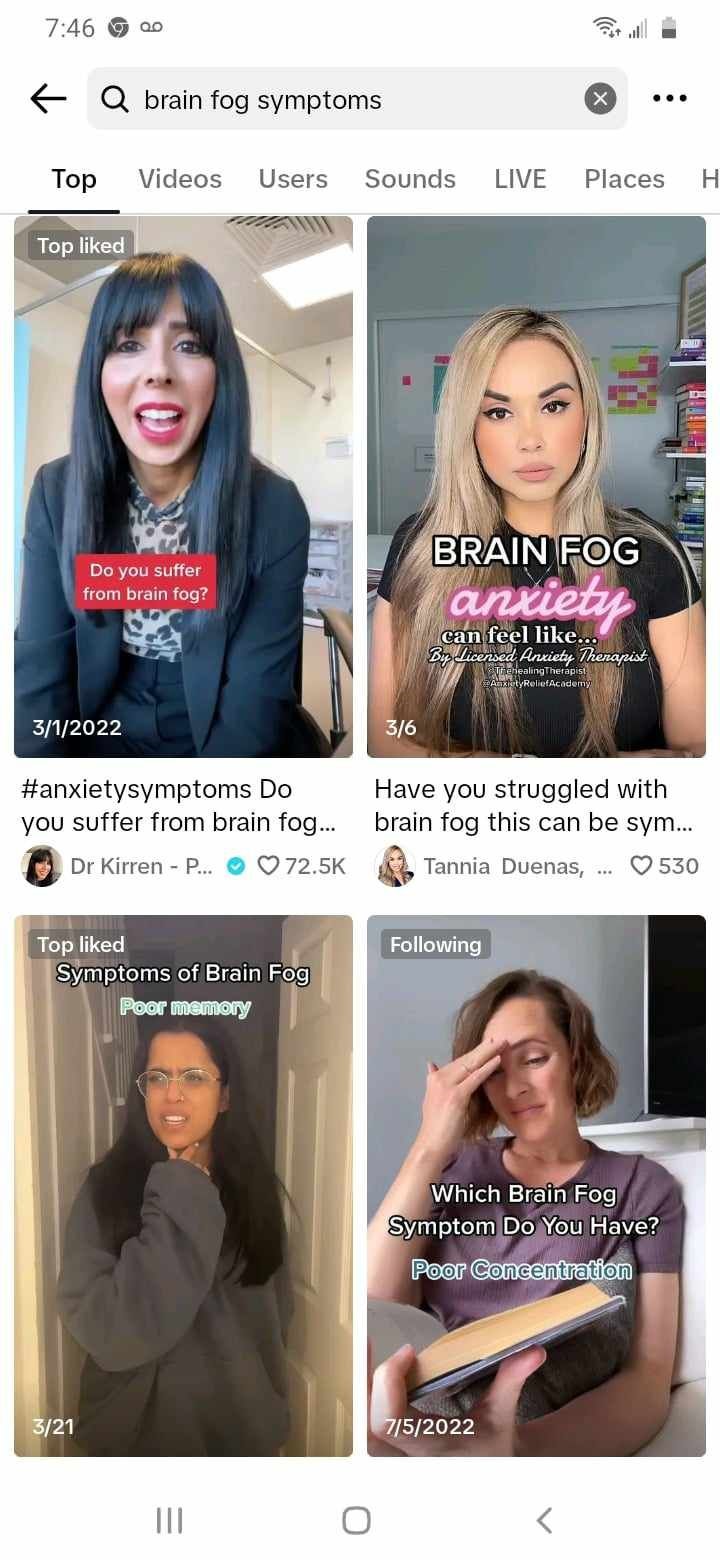 7:46
brain fog symptoms
Top Videos Users Sounds LIVE Places H
Top liked
Do you suffer
from brain fog?
3/1/2022
BRAIN FOG
anxiety
can feel like...
By Licensed Anxiety Therapist
@ThehealingTherapist
@AnxietyReliefAcademy
3/6
#anxietysymptoms Do
you suffer from brain fog...
Dr Kirren - P... 72.5K
Have you struggled with
brain fog this can be sym...
Tannia Duenas, ... 530
Top liked
Symptoms of Brain Fog
Poor memory
3/21
Following
Which Brain Fog
Symptom Do You Have?
Poor Concentration
7/5/2022